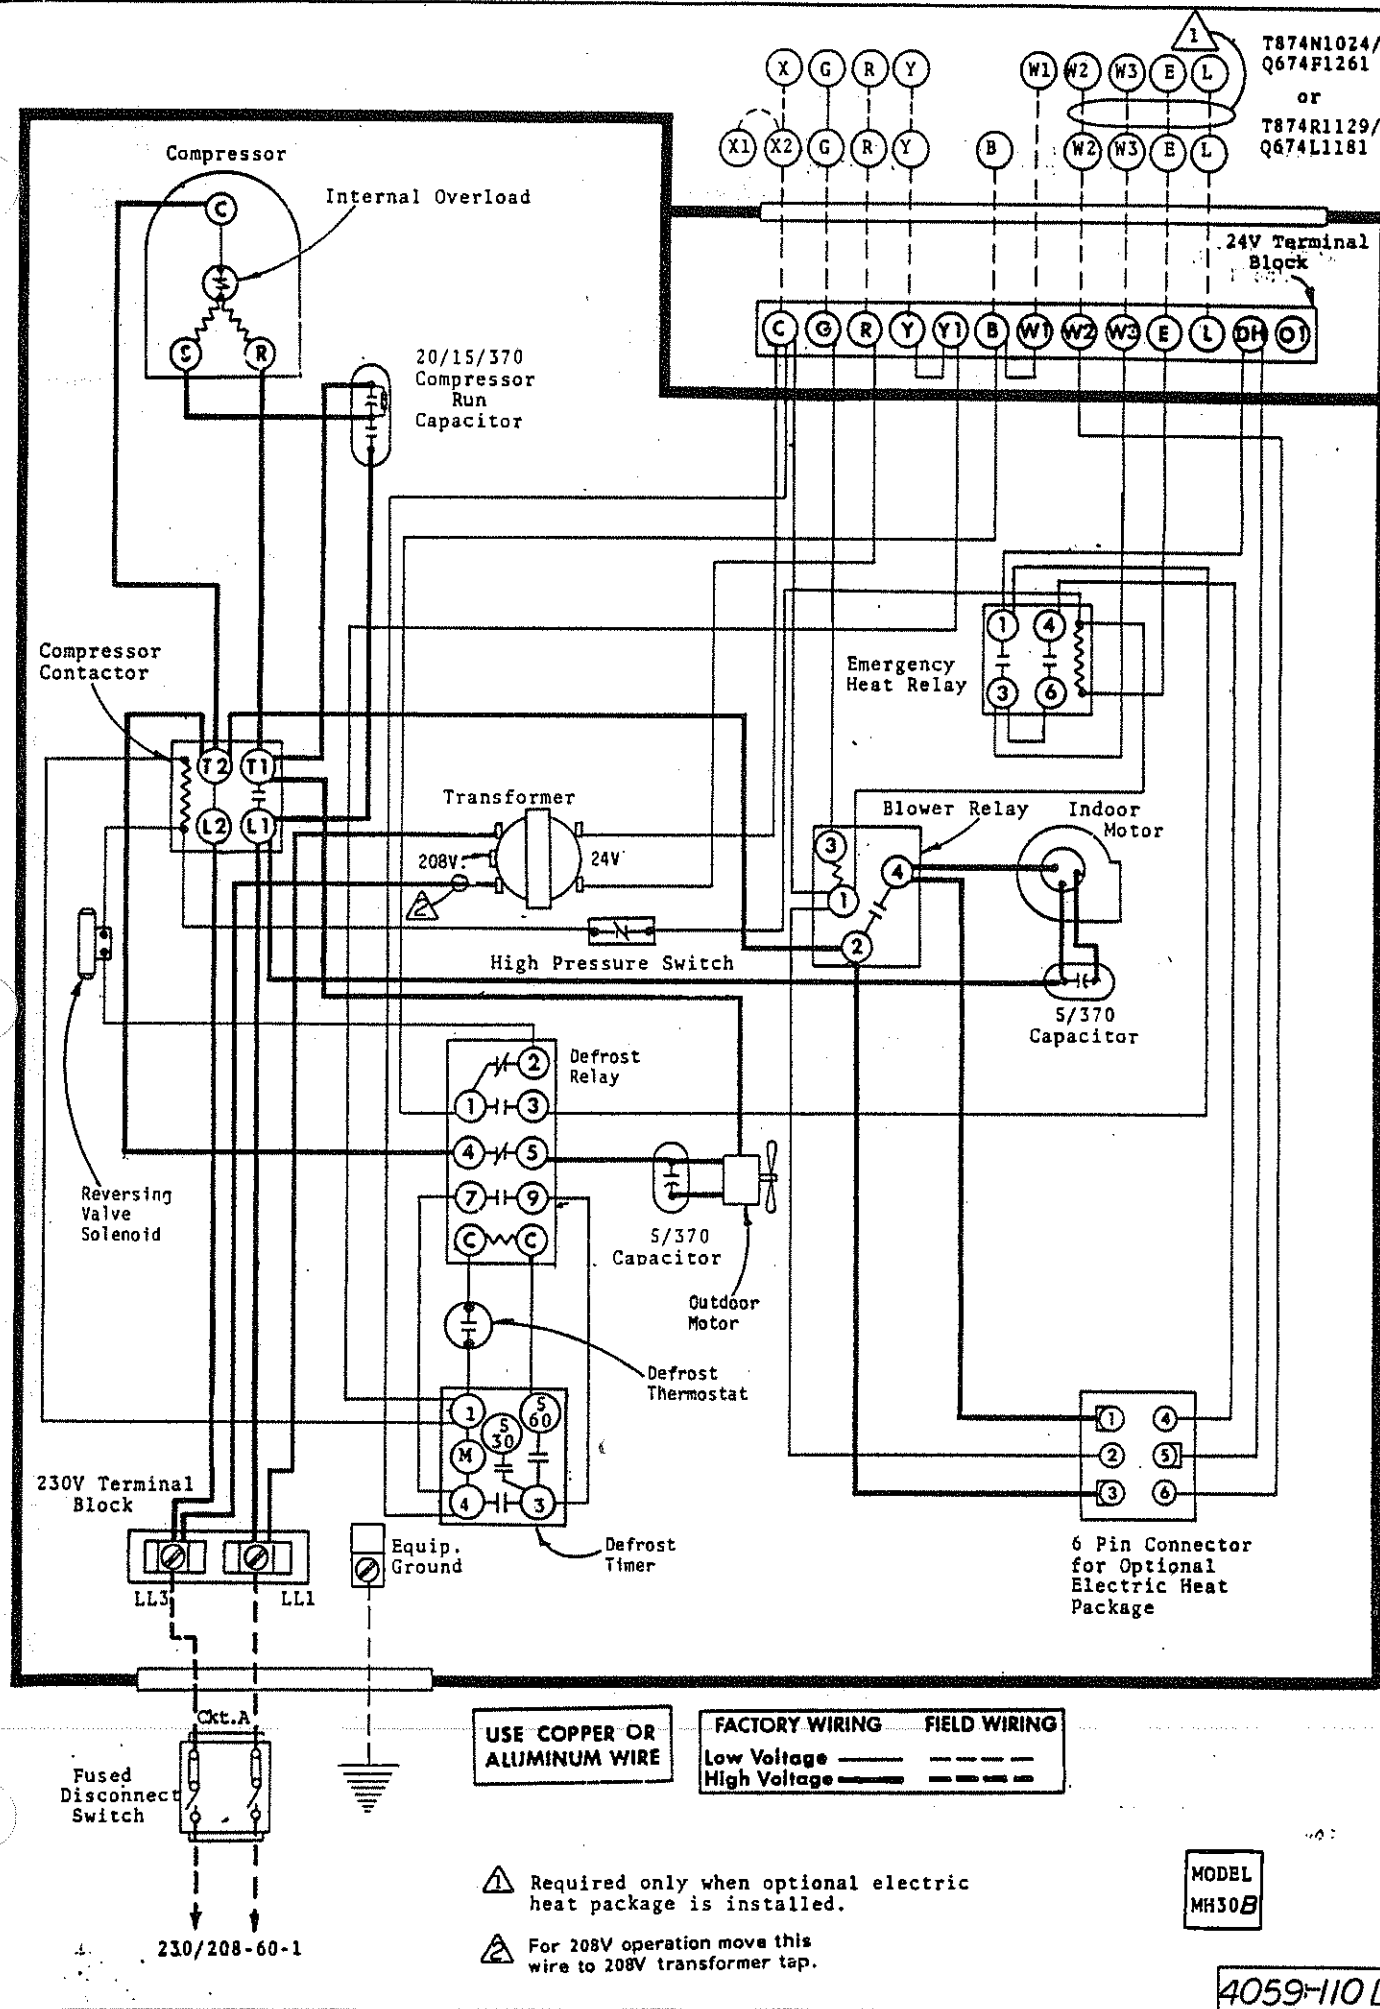 1
T874N1024/
Q674F1261
or
T874R1129/
Q674L1181
X G R Y W1 W2 W3 E L
X1 X2 G R Y B W2 W3 E L
24V Terminal
Block
C G R Y Y1 B W1 W2 W3 E L DH O1
Compressor
Internal Overload
C
S R
20/15/370
Compressor
Run
Capacitor
Compressor
Contactor
T2 T1
L2 L1
Emergency
Heat Relay
1 4
3 6
Transformer
208V.
24V
2
High Pressure Switch
Blower Relay
3
4
1
2
Indoor
Motor
5/370
Capacitor
Reversing
Valve
Solenoid
Defrost
Relay
2
1 3
4 5
7 9
C C
5/370
Capacitor
Outdoor
Motor
Defrost
Thermostat
1
S
30
S
60
M
4 3
Defrost
Timer
230V Terminal
Block
LL3
LL1
Equip.
Ground
1 4
2 5
3 6
6 Pin Connector
for Optional
Electric Heat
Package
Ckt.A
Fused
Disconnect
Switch
230/208-60-1
USE COPPER OR
ALUMINUM WIRE
FACTORY WIRING FIELD WIRING
Low Voltage
High Voltage
1 Required only when optional electric
heat package is installed.
2 For 208V operation move this
wire to 208V transformer tap.
MODEL
MH30B
4059-110